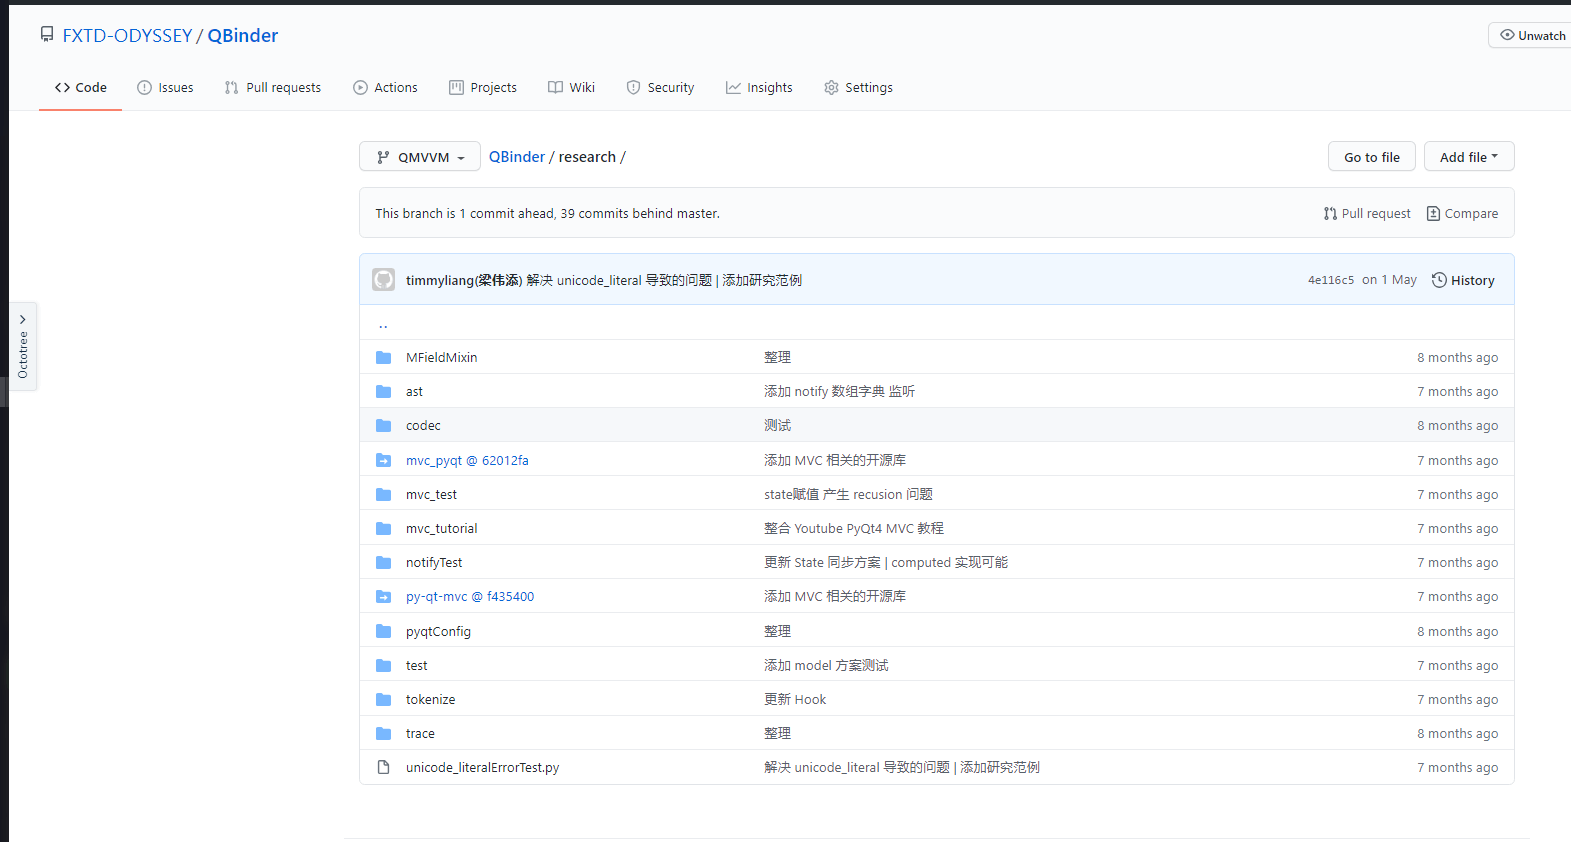 FXTD-ODYSSEY / QBinder
Unwatch
Code Issues Pull requests Actions Projects Wiki Security Insights Settings
QMVVM QBinder / research / Go to file Add file
This branch is 1 commit ahead, 39 commits behind master. Pull request Compare
timmyliang(梁伟添) 解决 unicode_literal 导致的问题 | 添加研究范例 4e116c5 on 1 May History
..
MFieldMixin 整理 8 months ago
ast 添加 notify 数组字典 监听 7 months ago
codec 测试 8 months ago
mvc_pyqt @ 62012fa 添加 MVC 相关的开源库 7 months ago
mvc_test state赋值 产生 recusion 问题 7 months ago
mvc_tutorial 整合 Youtube PyQt4 MVC 教程 7 months ago
notifyTest 更新 State 同步方案 | computed 实现可能 7 months ago
py-qt-mvc @ f435400 添加 MVC 相关的开源库 7 months ago
pyqtConfig 整理 8 months ago
test 添加 model 方案测试 7 months ago
tokenize 更新 Hook 7 months ago
trace 整理 8 months ago
unicode_literalErrorTest.py 解决 unicode_literal 导致的问题 | 添加研究范例 7 months ago
Octotree